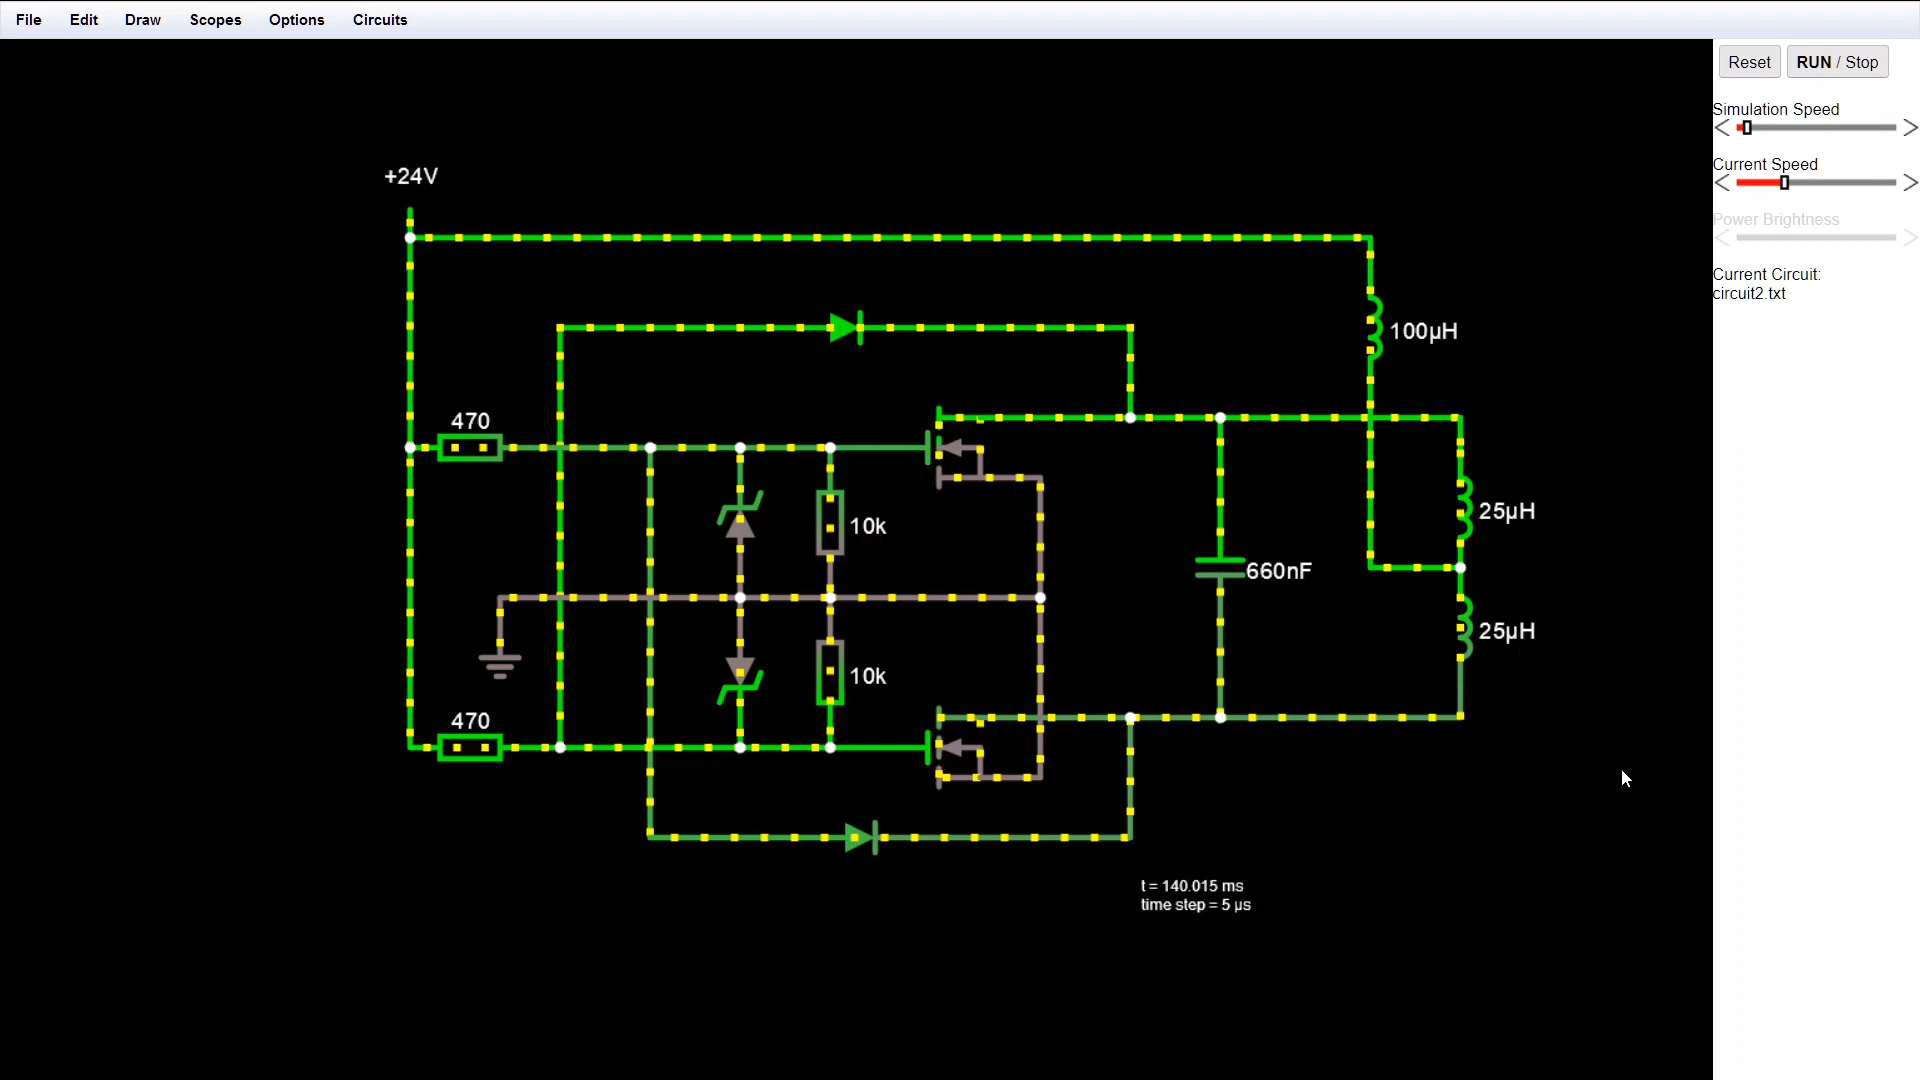 File Edit Draw Scopes Options Circuits
Reset RUN / Stop
Simulation Speed
Current Speed
Power Brightness
Current Circuit:
circuit2.txt
+24V
100μH
470
10k
25μH
660nF
25μH
10k
470
t = 140.015 ms
time step = 5 μs